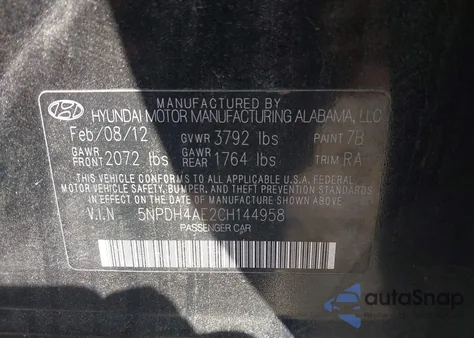 MANUFACTURED BY
HYUNDAI MOTOR MANUFACTURING ALABAMA, LLC
Feb/08/12 GVWR 3792 lbs PAINT 7B
GAWR FRONT 2072 lbs GAWR REAR 1764 lbs TRIM RA
THIS VEHICLE CONFORMS TO ALL APPLICABLE U.S.A. FEDERAL
MOTOR VEHICLE SAFETY, BUMPER, AND THEFT PREVENTION
STANDARDS IN EFFECT ON THE DATE OF MANUFACTURE SHOWN ABOVE.
V.I.N 5NPDH4AE2CH144958
PASSENGER CAR
autoSnap